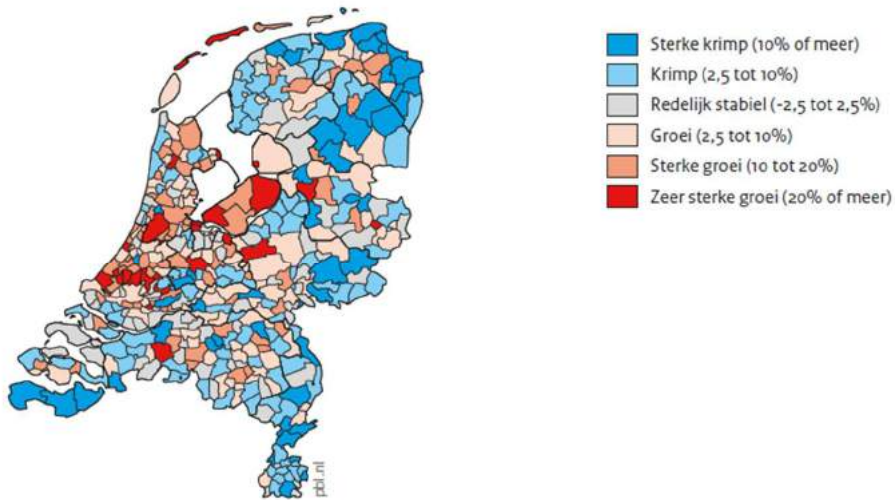 Sterke krimp (10% of meer)
Krimp (2,5 tot 10%)
Redelijk stabiel (-2,5 tot 2,5%)
Groei (2,5 tot 10%)
Sterke groei (10 tot 20%)
Zeer sterke groei (20% of meer)
pbl.nl